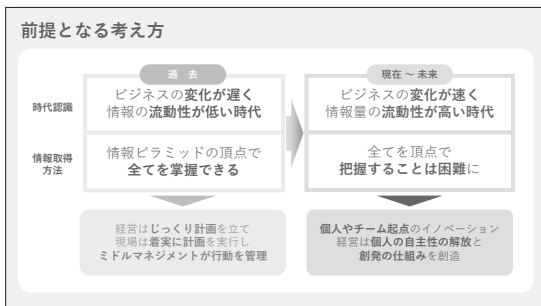 前提となる考え方
過 去
現在 ～ 未来
時代認識
ビジネスの変化が遅く
情報の流動性が低い時代
ビジネスの変化が速く
情報量の流動性が高い時代
情報取得
方法
情報ピラミッドの頂点で
全てを掌握できる
全てを頂点で
把握することは困難に
経営はじっくり計画を立て
現場は着実に計画を実行し
ミドルマネジメントが行動を管理
個人やチーム起点のイノベーション
経営は個人の自主性の解放と
創発の仕組みを創造